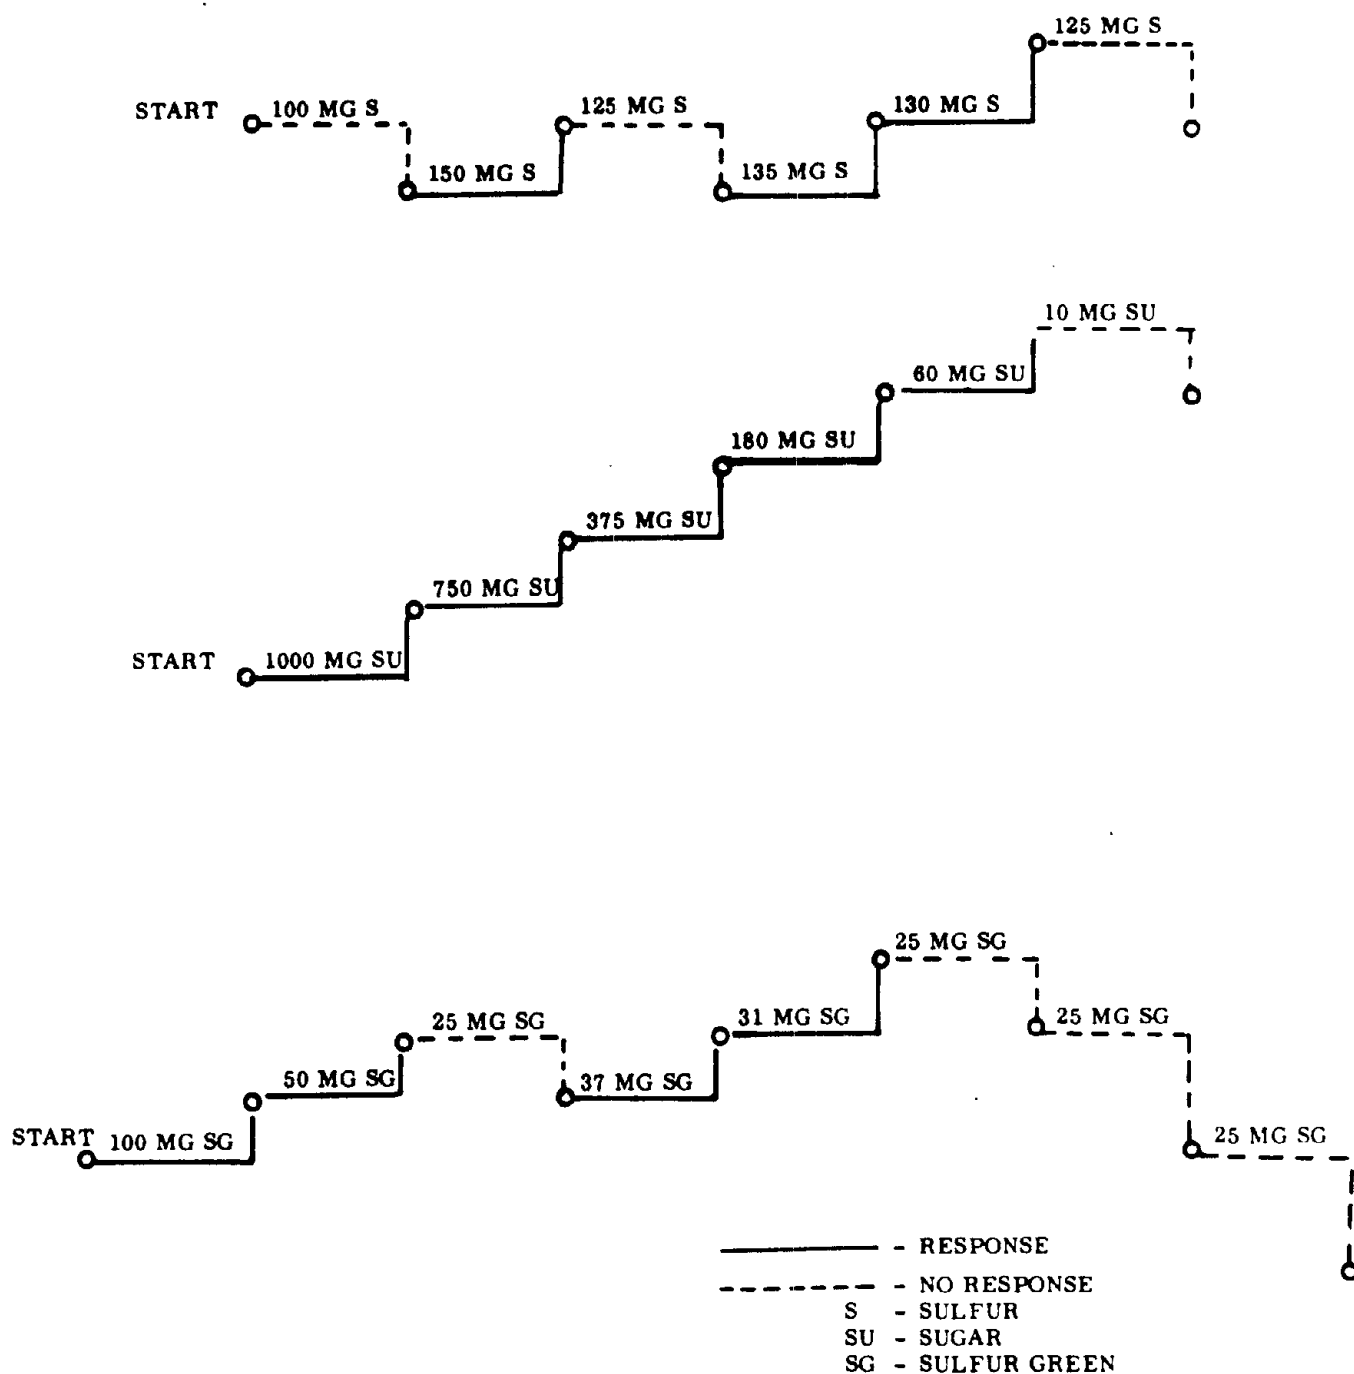 125 MG S
START 100 MG S 125 MG S 130 MG S
150 MG S 135 MG S
10 MG SU
60 MG SU
180 MG SU
375 MG SU
750 MG SU
START 1000 MG SU
25 MG SG
25 MG SG 31 MG SG 25 MG SG
50 MG SG 37 MG SG
START 100 MG SG 25 MG SG
- RESPONSE
- NO RESPONSE
S - SULFUR
SU - SUGAR
SG - SULFUR GREEN